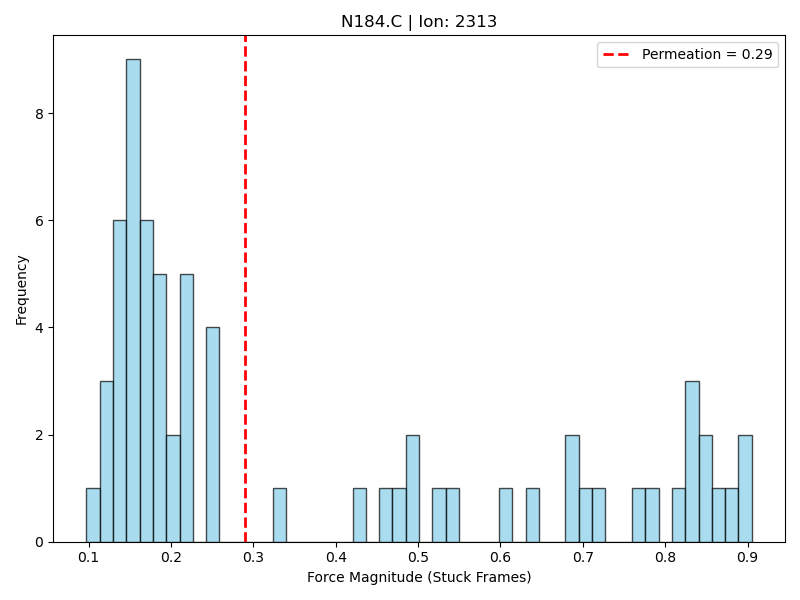 N184.C | Ion: 2313
Permeation = 0.29
Frequency
8
6
4
2
0
0.1 0.2 0.3 0.4 0.5 0.6 0.7 0.8 0.9
Force Magnitude (Stuck Frames)